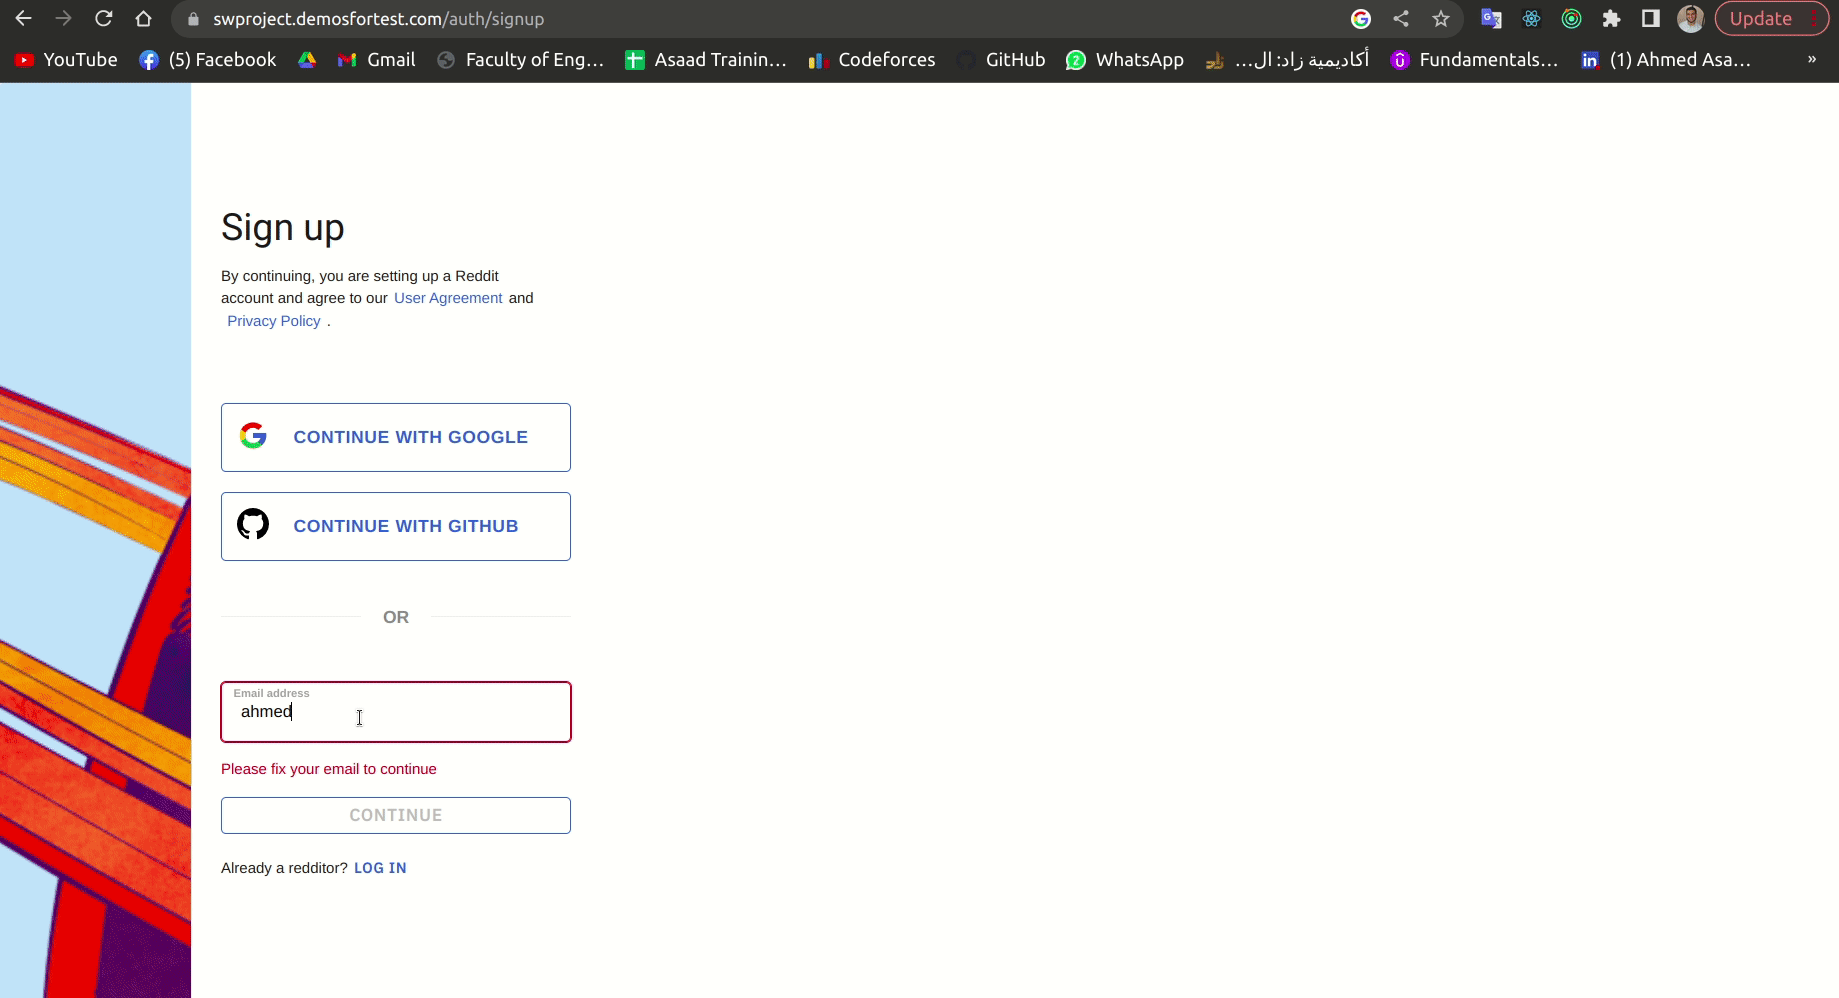 swproject.demosfortest.com/auth/signup
Update
YouTube
(5) Facebook
Gmail
Faculty of Eng...
Asaad Trainin...
Codeforces
GitHub
2
WhatsApp
أكاديمية زاد: ال...
Fundamentals...
in
(1) Ahmed Asa...
»
Sign up
By continuing, you are setting up a Reddit
account and agree to our User Agreement and
Privacy Policy .
CONTINUE WITH GOOGLE
CONTINUE WITH GITHUB
OR
Email address
ahmed
Please fix your email to continue
CONTINUE
Already a redditor? LOG IN